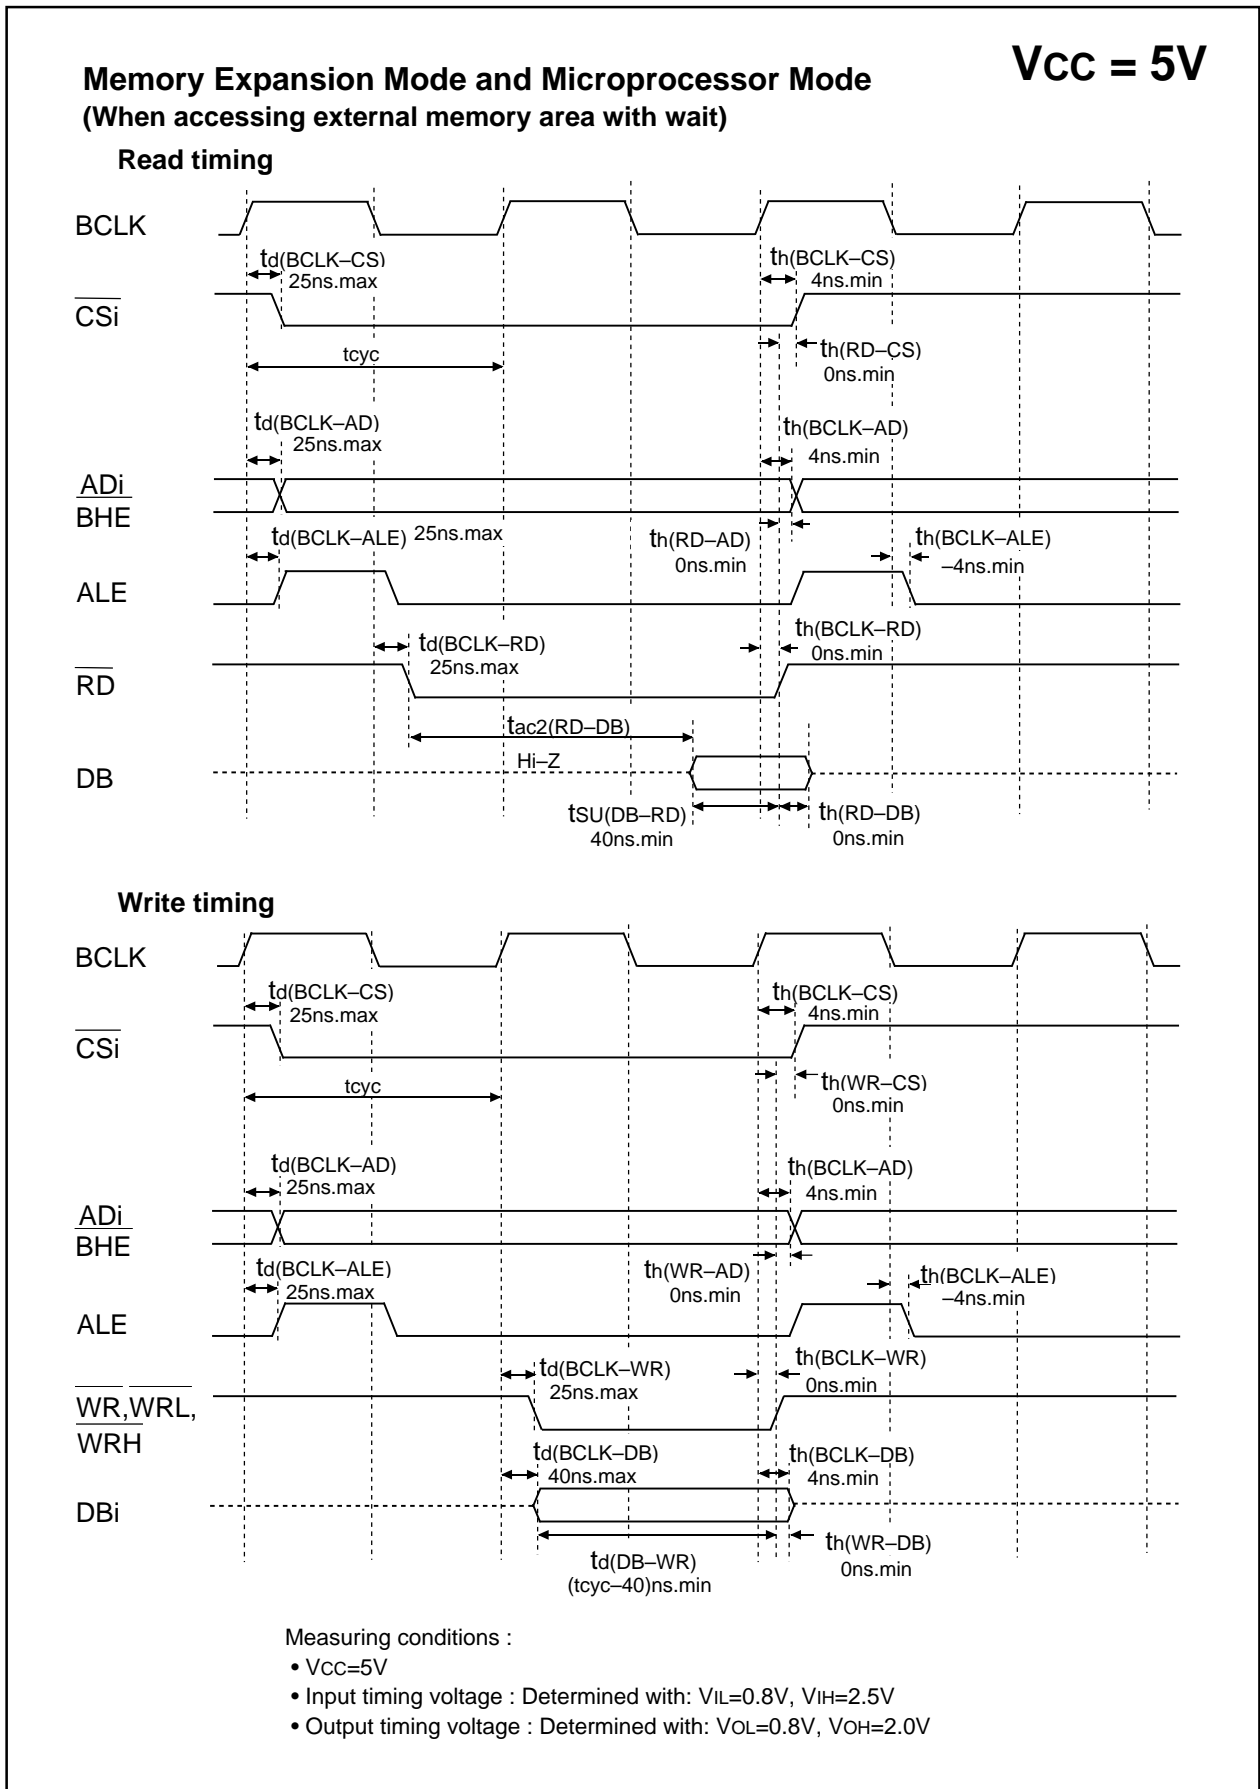 VCC = 5V
Memory Expansion Mode and Microprocessor Mode
(When accessing external memory area with wait)
Read timing
BCLK
td(BCLK–CS)
25ns.max
th(BCLK–CS)
4ns.min
CSi
tcyc
th(RD–CS)
0ns.min
td(BCLK–AD)
25ns.max
th(BCLK–AD)
4ns.min
ADi
BHE
td(BCLK–ALE) 25ns.max
th(RD–AD)
0ns.min
th(BCLK–ALE)
–4ns.min
ALE
td(BCLK–RD)
25ns.max
th(BCLK–RD)
0ns.min
RD
tac2(RD–DB)
Hi–Z
DB
tSU(DB–RD)
40ns.min
th(RD–DB)
0ns.min
Write timing
BCLK
td(BCLK–CS)
25ns.max
th(BCLK–CS)
4ns.min
CSi
tcyc
th(WR–CS)
0ns.min
td(BCLK–AD)
25ns.max
th(BCLK–AD)
4ns.min
ADi
BHE
td(BCLK–ALE)
25ns.max
th(WR–AD)
0ns.min
th(BCLK–ALE)
–4ns.min
ALE
td(BCLK–WR)
25ns.max
th(BCLK–WR)
0ns.min
WR,WRL,
WRH
td(BCLK–DB)
40ns.max
th(BCLK–DB)
4ns.min
DBi
td(DB–WR)
(tcyc–40)ns.min
th(WR–DB)
0ns.min
Measuring conditions :
• VCC=5V
• Input timing voltage : Determined with: VIL=0.8V, VIH=2.5V
• Output timing voltage : Determined with: VOL=0.8V, VOH=2.0V